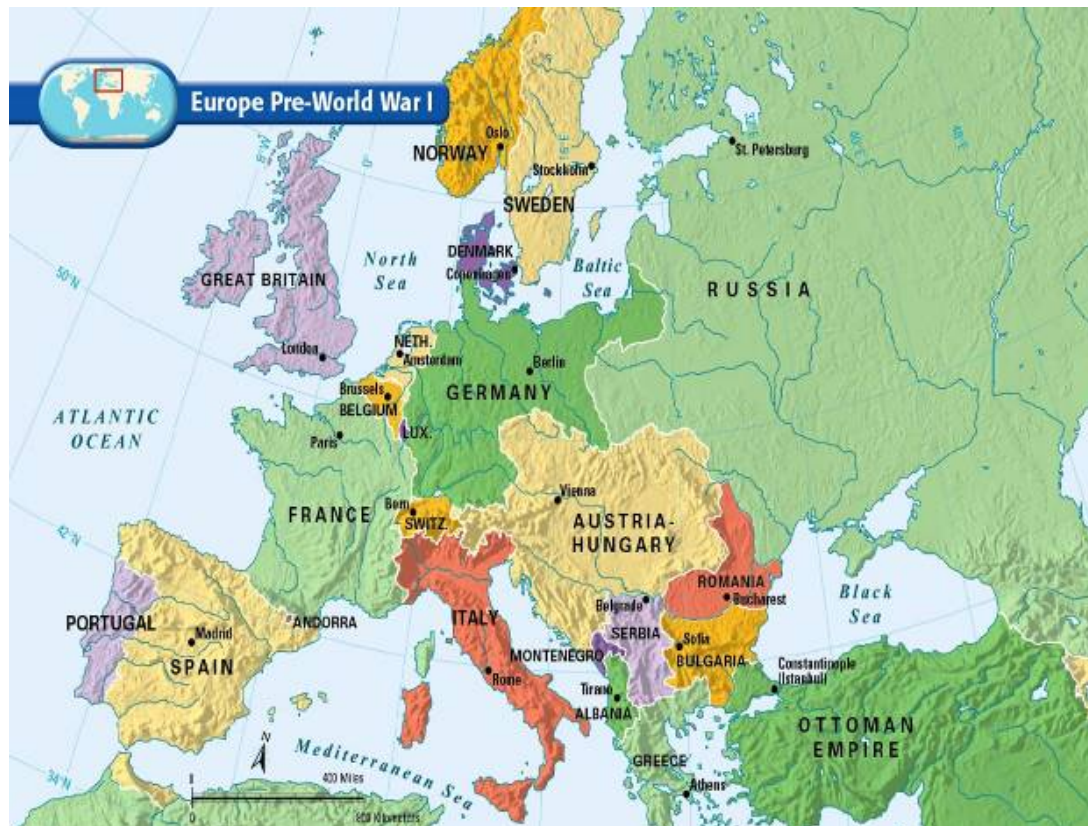 Europe Pre-World War I
NORWAY
Oslo
Stockholm
SWEDEN
St. Petersburg
DENMARK
Copenhagen
North
Sea
Baltic
Sea
RUSSIA
GREAT BRITAIN
London
NETH.
Amsterdam
Berlin
GERMANY
Brussels
BELGIUM
LUX.
50°N
ATLANTIC
OCEAN
Paris
FRANCE
Bern
SWITZ.
Vienna
AUSTRIA-
HUNGARY
42°N
ROMANIA
Bucharest
Black
Sea
Belgrade
SERBIA
Sofia
BULGARIA
ITALY
MONTENEGRO
Rome
ANDORRA
PORTUGAL
Madrid
SPAIN
Tirane
ALBANIA
Constantinople
(Istanbul)
OTTOMAN
EMPIRE
GREECE
Athens
Mediterranean Sea
34°N
N
0
400 Miles
800 Kilometers